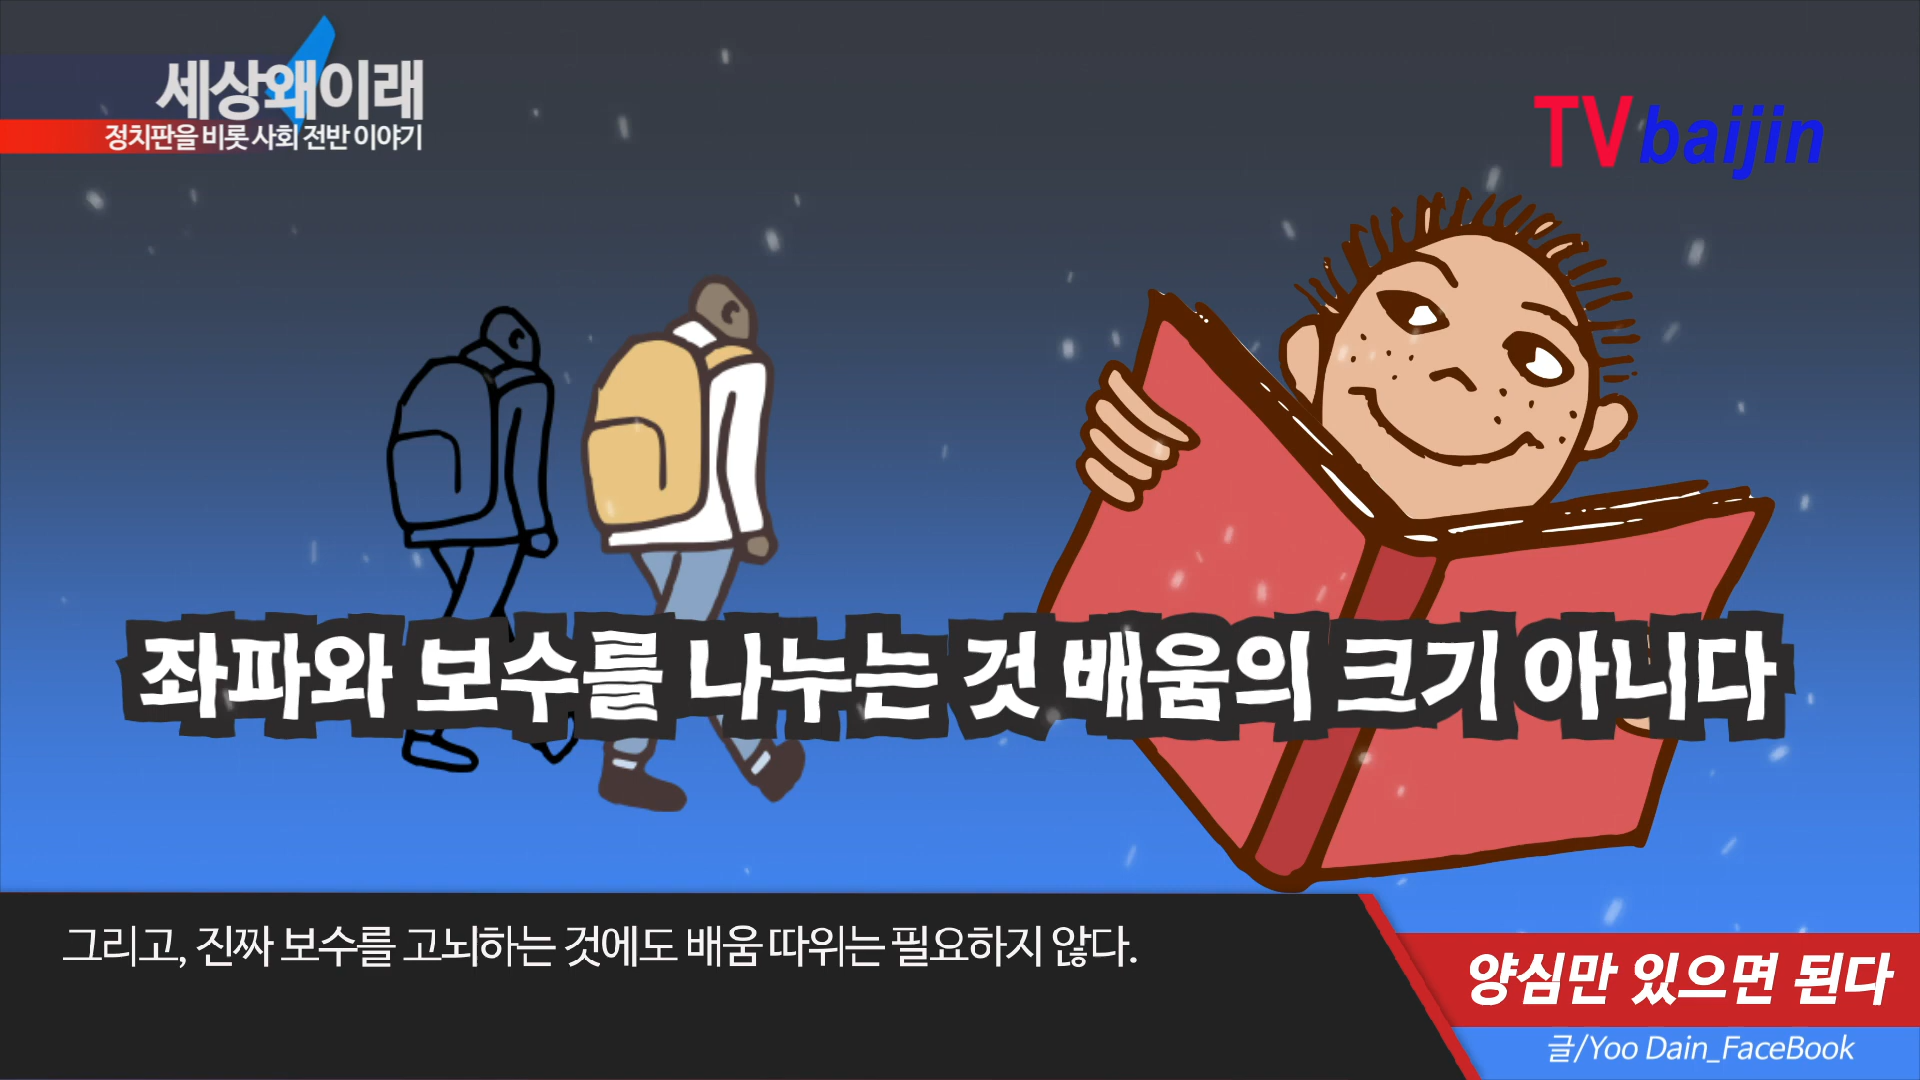 세상왜이래
정치판을 비롯 사회 전반 이야기
TVbaijin
좌파와 보수를 나누는 것 배움의 크기 아니다
그리고, 진짜 보수를 고뇌하는 것에도 배움 따위는 필요하지 않다.
양심만 있으면 된다
글/Yoo Dain_FaceBook